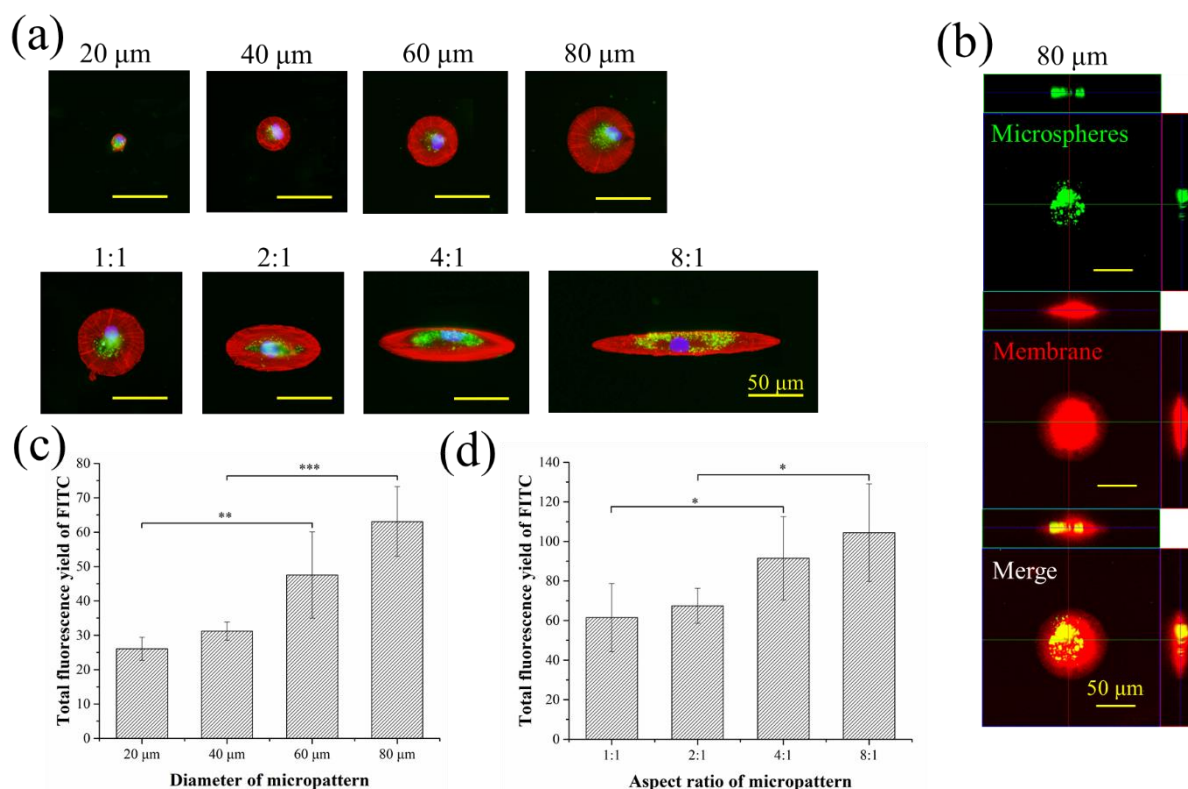 (a)
20 μm
40 μm
60 μm
80 μm
1:1
2:1
4:1
8:1
50 μm
(b)
80 μm
Microspheres
Membrane
Merge
50 μm
(c)
Total fluorescence yield of FITC
80
70
60
50
40
30
20
10
0
**
***
20 μm
40 μm
60 μm
80 μm
Diameter of micropattern
(d)
Total fluorescence yield of FITC
140
120
100
80
60
40
20
0
*
*
1:1
2:1
4:1
8:1
Aspect ratio of micropattern